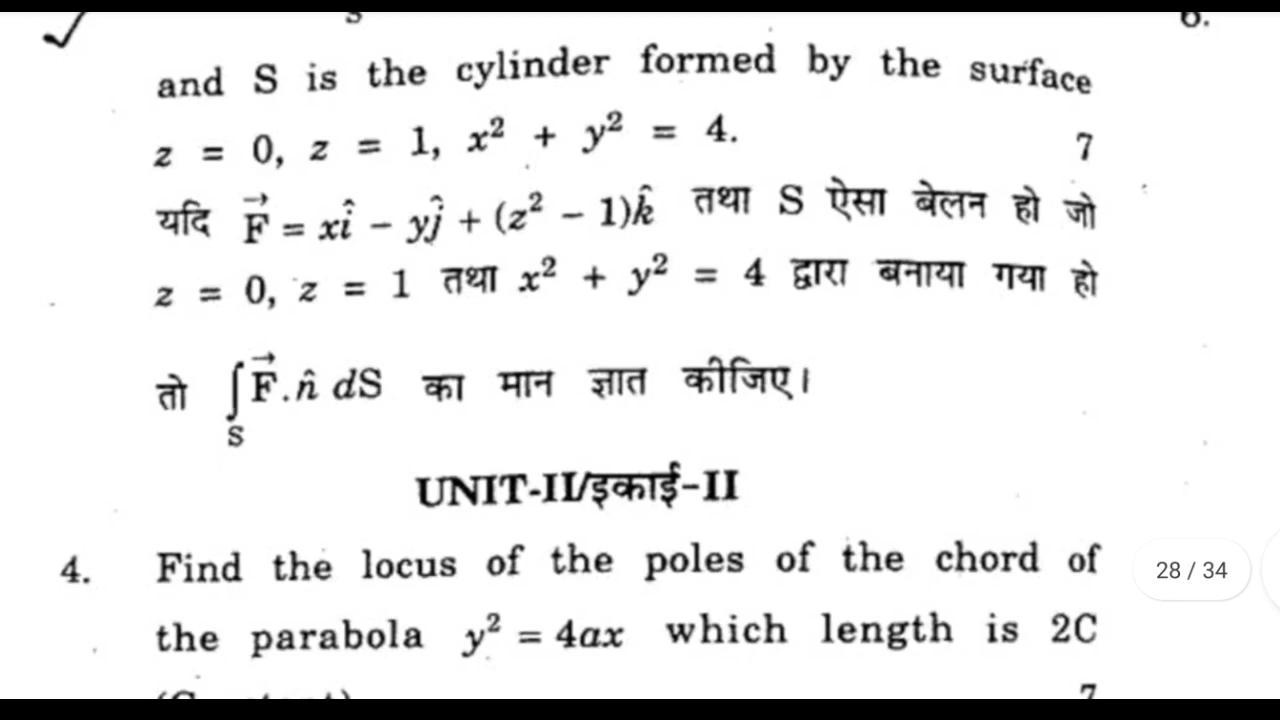 and S is the cylinder formed by the surface
z = 0, z = 1, x² + y² = 4. 7
यदि F⃗ = xî − yĵ + (z² − 1)k̂ तथा S ऐसा बेलन हो जो
z = 0, z = 1 तथा x² + y² = 4 द्वारा बनाया गया हो
तो ∫F⃗.n̂ dS का मान ज्ञात कीजिए।
S
UNIT-II/इकाई-II
4. Find the locus of the poles of the chord of
28 / 34
the parabola y² = 4ax which length is 2C
7